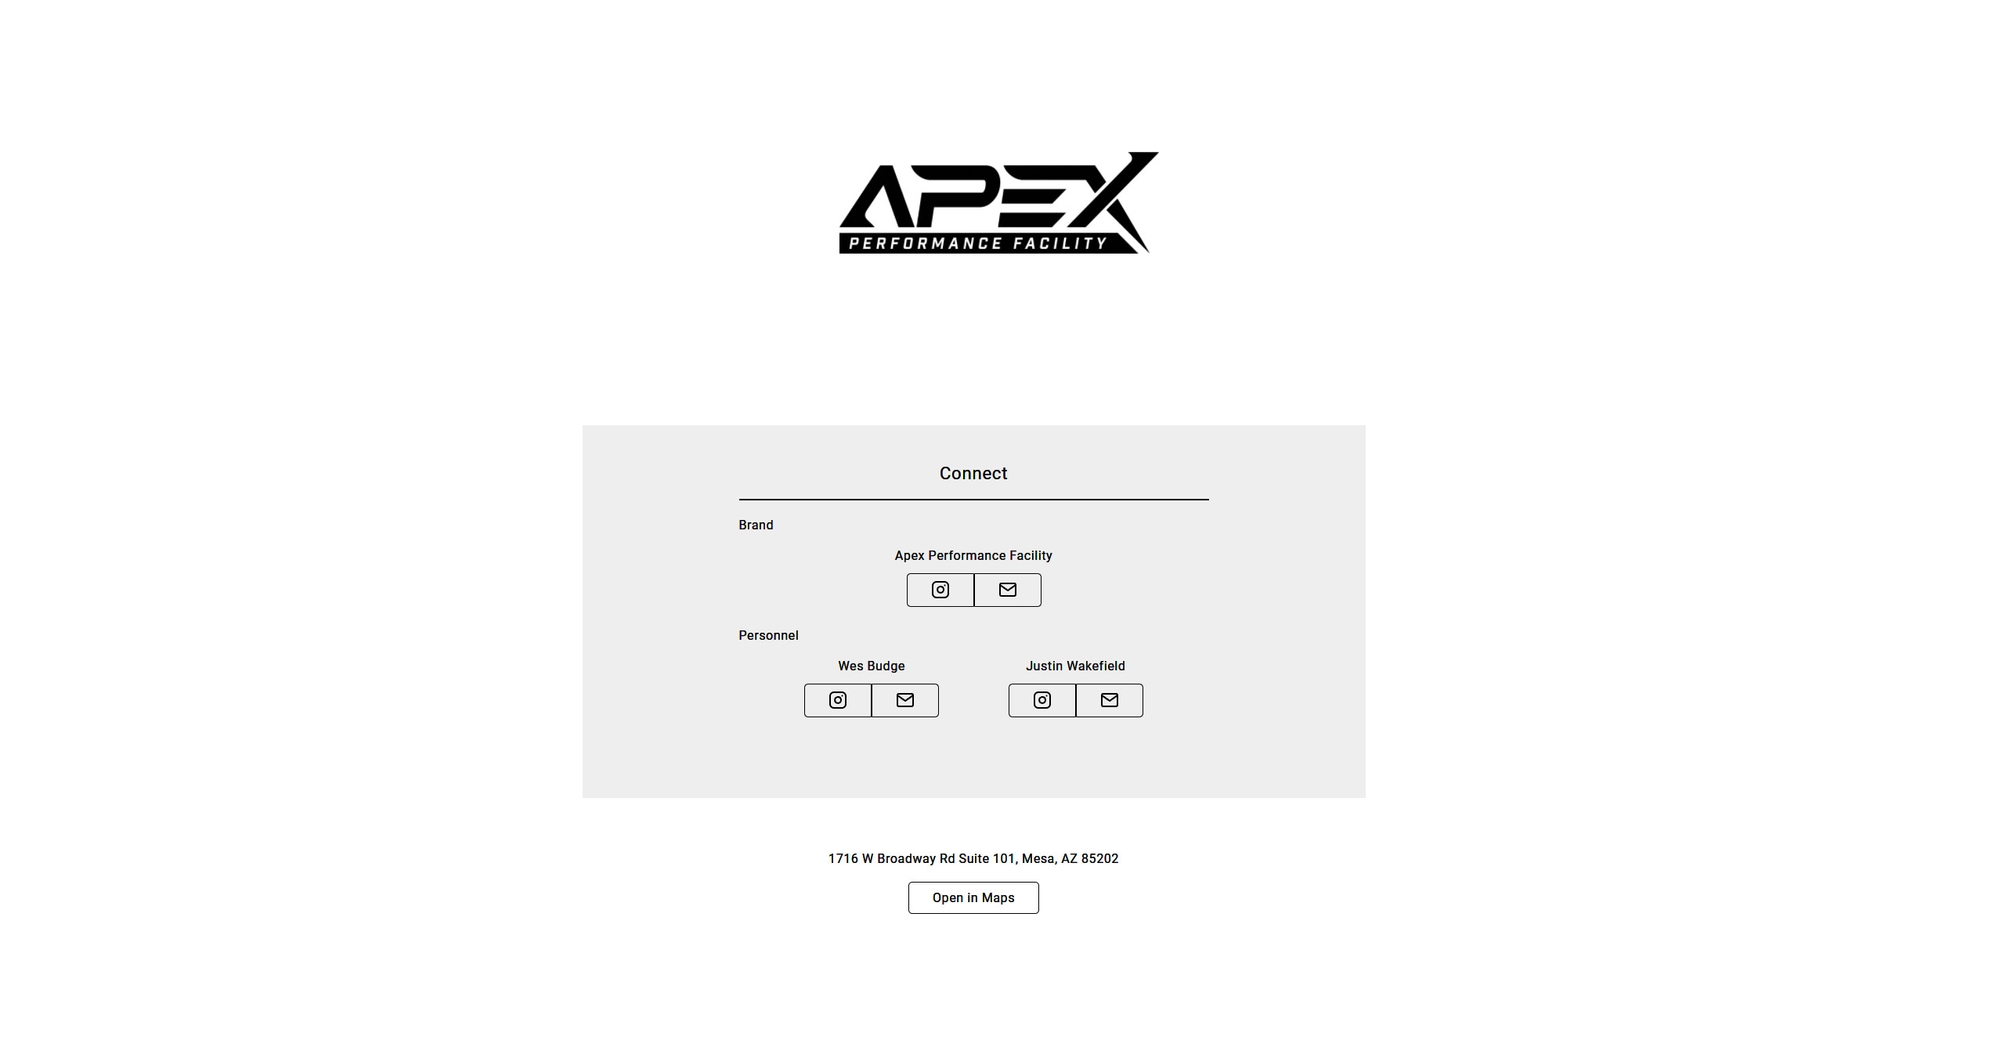 APEX
PERFORMANCE FACILITY
Connect
Brand
Apex Performance Facility
Personnel
Wes Budge
Justin Wakefield
1716 W Broadway Rd Suite 101, Mesa, AZ 85202
Open in Maps